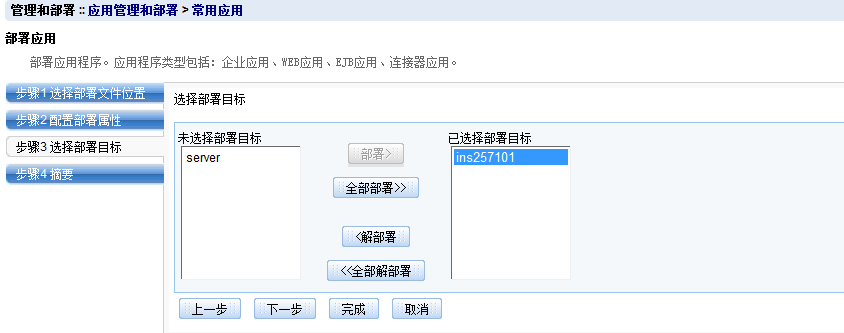 管理和部署 :: 应用管理和部署 > 常用应用
部署应用
部署应用程序。应用程序类型包括：企业应用、WEB应用、EJB应用、连接器应用。
步骤1 选择部署文件位置
步骤2 配置部署属性
步骤3 选择部署目标
步骤4 摘要
选择部署目标
未选择部署目标
server
部署>
全部部署>>
<解部署
<<全部解部署
已选择部署目标
ins257101
上一步 下一步 完成 取消